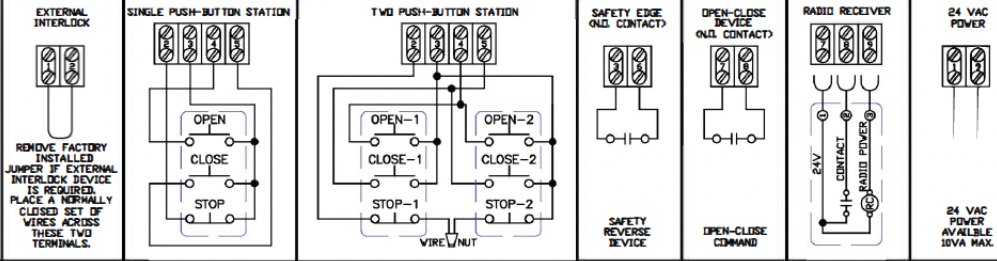 EXTERNAL
INTERLOCK
1 2
REMOVE FACTORY
INSTALLED
JUMPER IF EXTERNAL
INTERLOCK DEVICE
IS REQUIRED.
PLACE A NORMALLY
CLOSED SET OF
WIRES ACROSS
THESE TWO
TERMINALS.
SINGLE PUSH-BUTTON STATION
2 3 4 5
OPEN
CLOSE
STOP
TWO PUSH-BUTTON STATION
2 3 4 5
OPEN-1 OPEN-2
CLOSE-1 CLOSE-2
STOP-1 STOP-2
WIRE NUT
SAFETY EDGE
(N.O. CONTACT)
3 6
SAFETY
REVERSE
DEVICE
OPEN-CLOSE
DEVICE
(N.O. CONTACT)
7 8
OPEN-CLOSE
COMMAND
RADIO RECEIVER
7 8 9
1 2 3
24V
CONTACT
RADIO POWER
RC
24 VAC
POWER
1 9
24 VAC
POWER
AVAILBLE
10VA MAX.